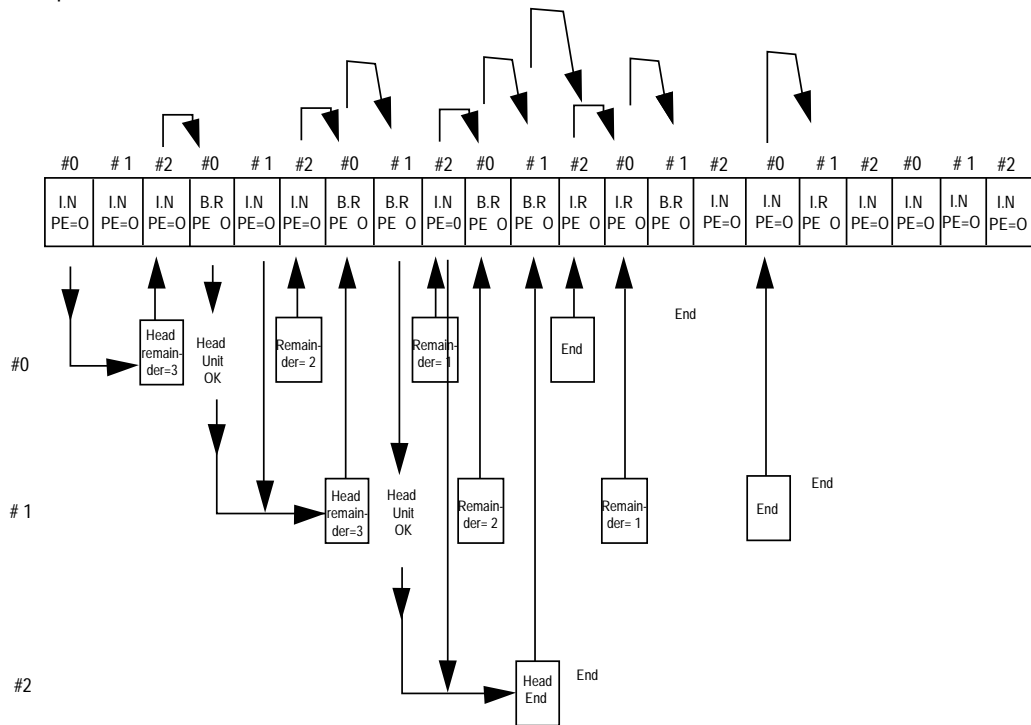 #0 # 1 #2 #0 # 1 #2 #0 # 1 #2 #0 # 1 #2 #0 # 1 #2 #0 # 1 #2 #0 # 1 #2
I.N I.N I.N B.R I.N I.N B.R B.R I.N B.R B.R I.R I.R B.R I.N I.N I.R I.N I.N I.N I.N
PE=O PE=O PE=O PE O PE=O PE=O PE O PE O PE=0 PE O PE O PE O PE O PE O PE=O PE=O PE O PE=O PE=O PE=O PE=O
End
#0
Head
remain-
der=3
Head
Unit
OK
Remain-
der= 2
Remain-
der= 1
End
# 1
Head
remain-
der=3
Head
Unit
OK
Remain-
der= 2
Remain-
der= 1
End
End
#2
Head
End
End